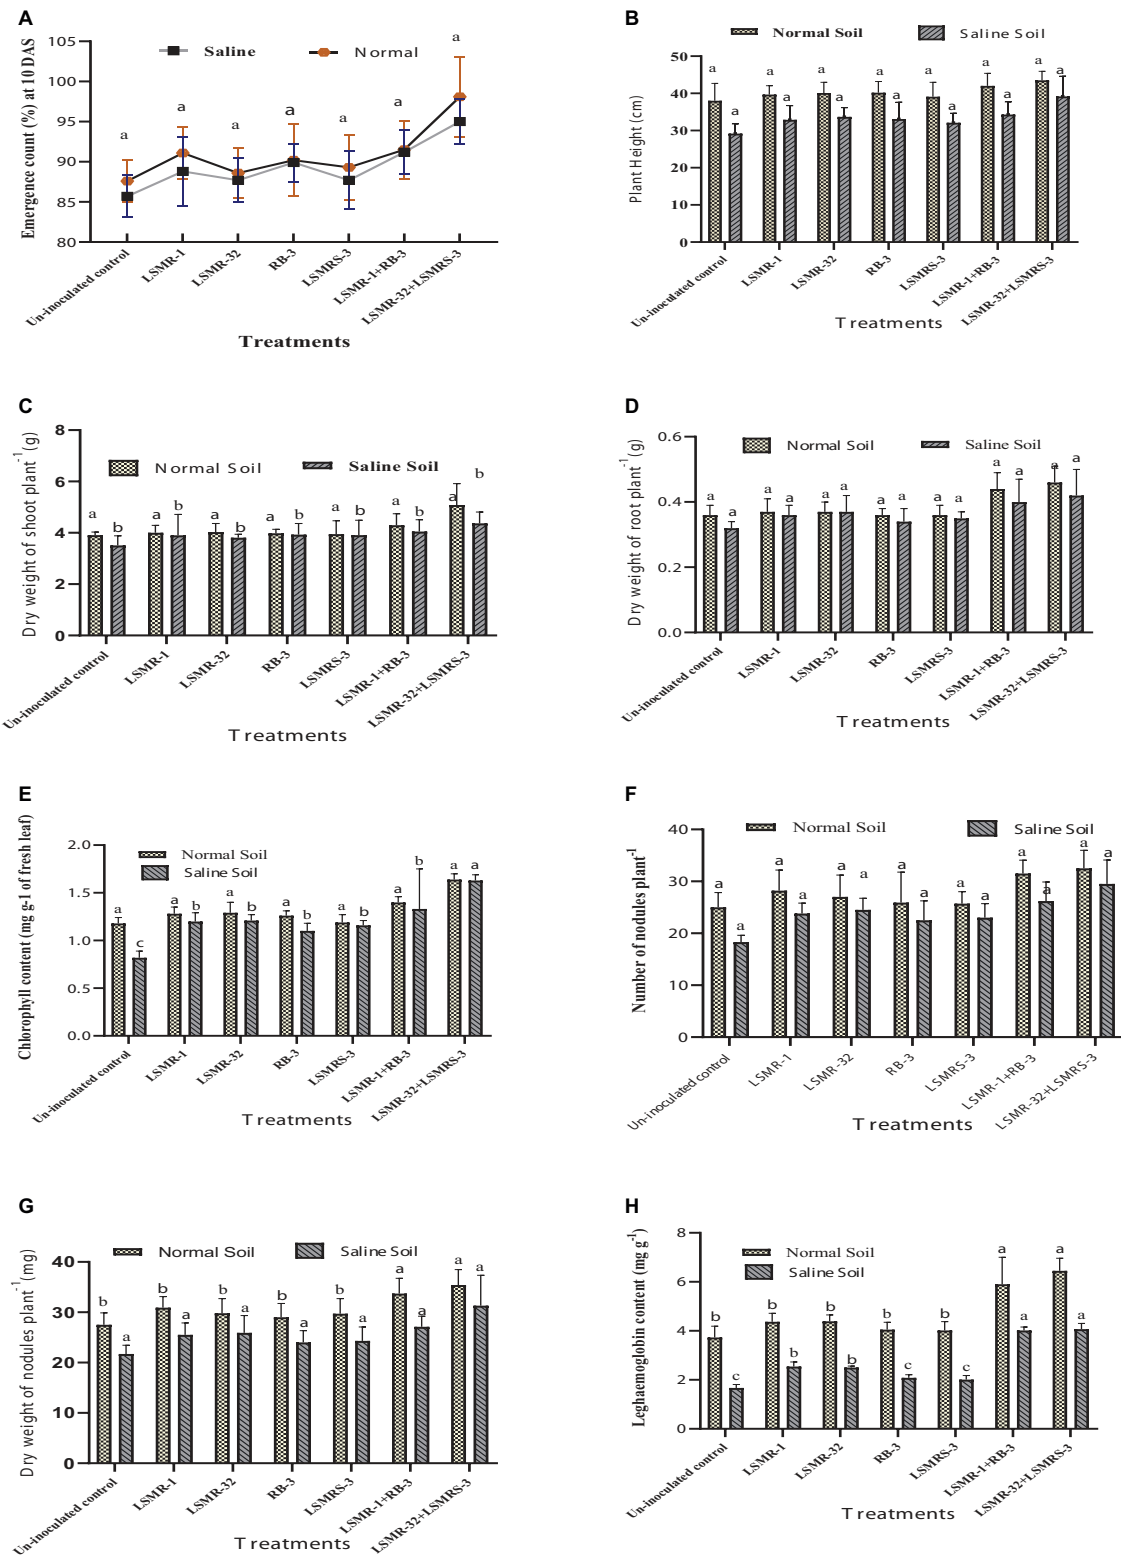 A
Emergence count (%) at 10 DAS
105
100
95
90
85
80
Saline
Normal
a
a
a
a
a
a
a
Un-inoculated control
LSMR-1
LSMR-32
RB-3
LSMRS-3
LSMR-1+RB-3
LSMR-32+LSMRS-3
Treatments
B
Plant Height (cm)
50
40
30
20
10
0
Normal Soil
Saline Soil
a a
a a
a a
a a
a a
a a
a a
Un-inoculated control
LSMR-1
LSMR-32
RB-3
LSMRS-3
LSMR-1+RB-3
LSMR-32+LSMRS-3
Treatments
C
Dry weight of shoot plant-1 (g)
8
6
4
2
0
Normal Soil
Saline Soil
a b
a b
a b
a b
a b
a b
a b
Un-inoculated control
LSMR-1
LSMR-32
RB-3
LSMRS-3
LSMR-1+RB-3
LSMR-32+LSMRS-3
Treatments
D
Dry weight of root plant-1 (g)
0.6
0.4
0.2
0.0
Normal Soil
Saline Soil
a a
a a
a a
a a
a a
a a
a a
Un-inoculated control
LSMR-1
LSMR-32
RB-3
LSMRS-3
LSMR-1+RB-3
LSMR-32+LSMRS-3
Treatments
E
Chlorophyll content (mg g-1 of fresh leaf)
2.0
1.5
1.0
0.5
0.0
Normal Soil
Saline Soil
a c
a b
a b
a b
a b
a b
a a
Un-inoculated control
LSMR-1
LSMR-32
RB-3
LSMRS-3
LSMR-1+RB-3
LSMR-32+LSMRS-3
Treatments
F
Number of nodules plant-1
40
30
20
10
0
Normal Soil
Saline Soil
a a
a a
a a
a a
a a
a a
a a
Un-inoculated control
LSMR-1
LSMR-32
RB-3
LSMRS-3
LSMR-1+RB-3
LSMR-32+LSMRS-3
Treatments
G
Dry weight of nodules plant-1 (mg)
40
30
20
10
0
Normal Soil
Saline Soil
b a
b a
b a
b a
b a
a a
a a
Un-inoculated control
LSMR-1
LSMR-32
RB-3
LSMRS-3
LSMR-1+RB-3
LSMR-32+LSMRS-3
Treatments
H
Leghaemoglobin content (mg g-1)
8
6
4
2
0
Normal Soil
Saline Soil
b c
b b
b b
b c
b c
a a
a a
Un-inoculated control
LSMR-1
LSMR-32
RB-3
LSMRS-3
LSMR-1+RB-3
LSMR-32+LSMRS-3
Treatments